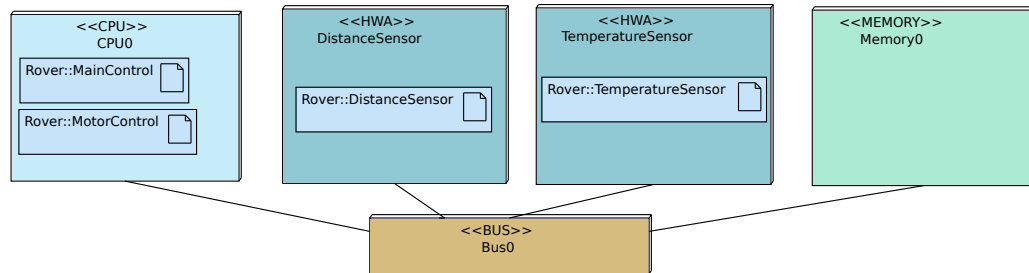 <<CPU>>
CPU0
Rover::MainControl
Rover::MotorControl
<<HWA>>
DistanceSensor
Rover::DistanceSensor
<<HWA>>
TemperatureSensor
Rover::TemperatureSensor
<<MEMORY>>
Memory0
<<BUS>>
Bus0